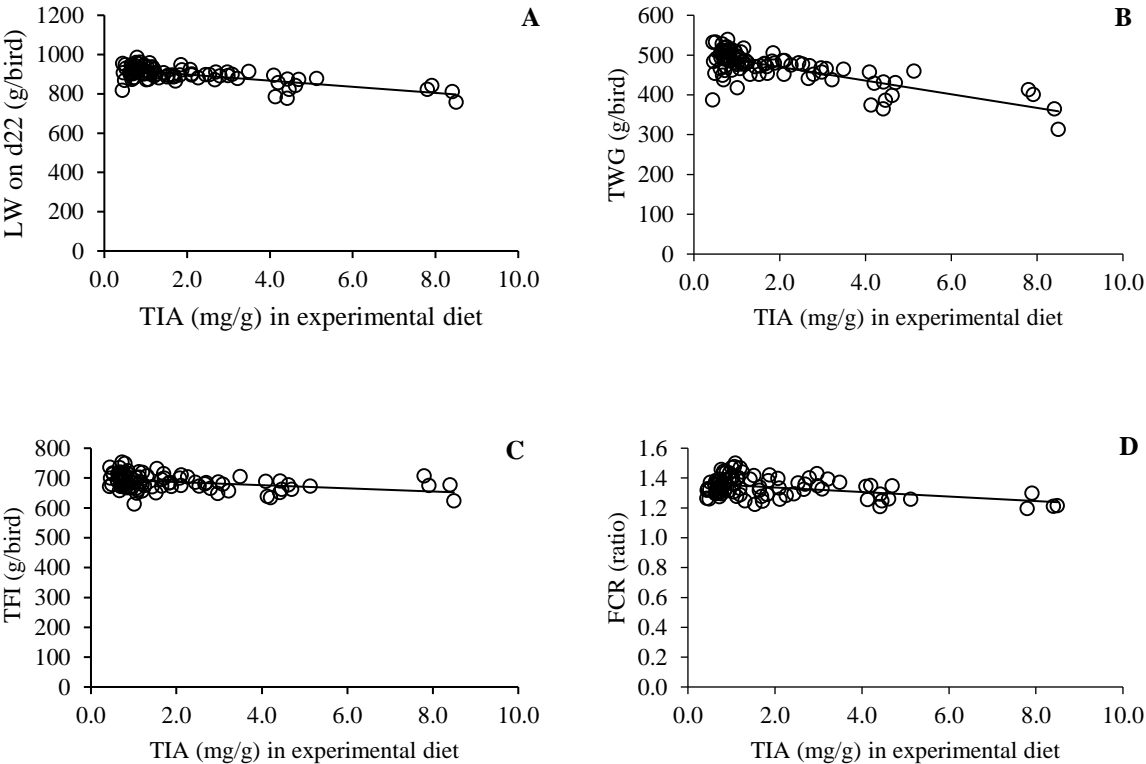 A
1200
1000
800
600
400
200
0
0.0 2.0 4.0 6.0 8.0 10.0
LW on d22 (g/bird)
TIA (mg/g) in experimental diet
B
600
500
400
300
200
100
0
0.0 2.0 4.0 6.0 8.0 10.0
TWG (g/bird)
TIA (mg/g) in experimental diet
C
800
700
600
500
400
300
200
100
0
0.0 2.0 4.0 6.0 8.0 10.0
TFI (g/bird)
TIA (mg/g) in experimental diet
D
1.6
1.4
1.2
1.0
0.8
0.6
0.4
0.2
0.0
0.0 2.0 4.0 6.0 8.0 10.0
FCR (ratio)
TIA (mg/g) in experimental diet